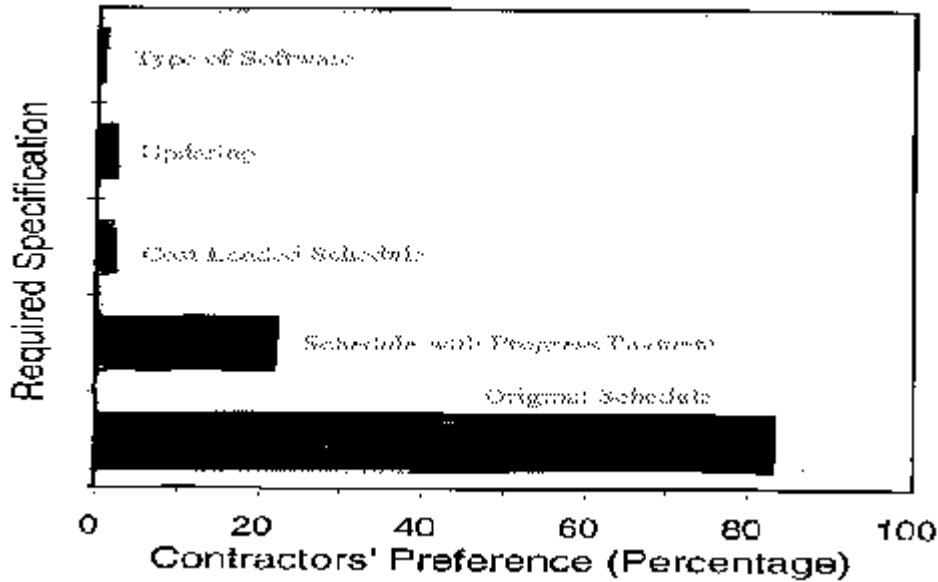 Type of Software
Updating
Cost Loaded Schedule
Schedule with Progress
Original Schedule
Required Specification
0 20 40 60 80 100
Contractors' Preference (Percentage)